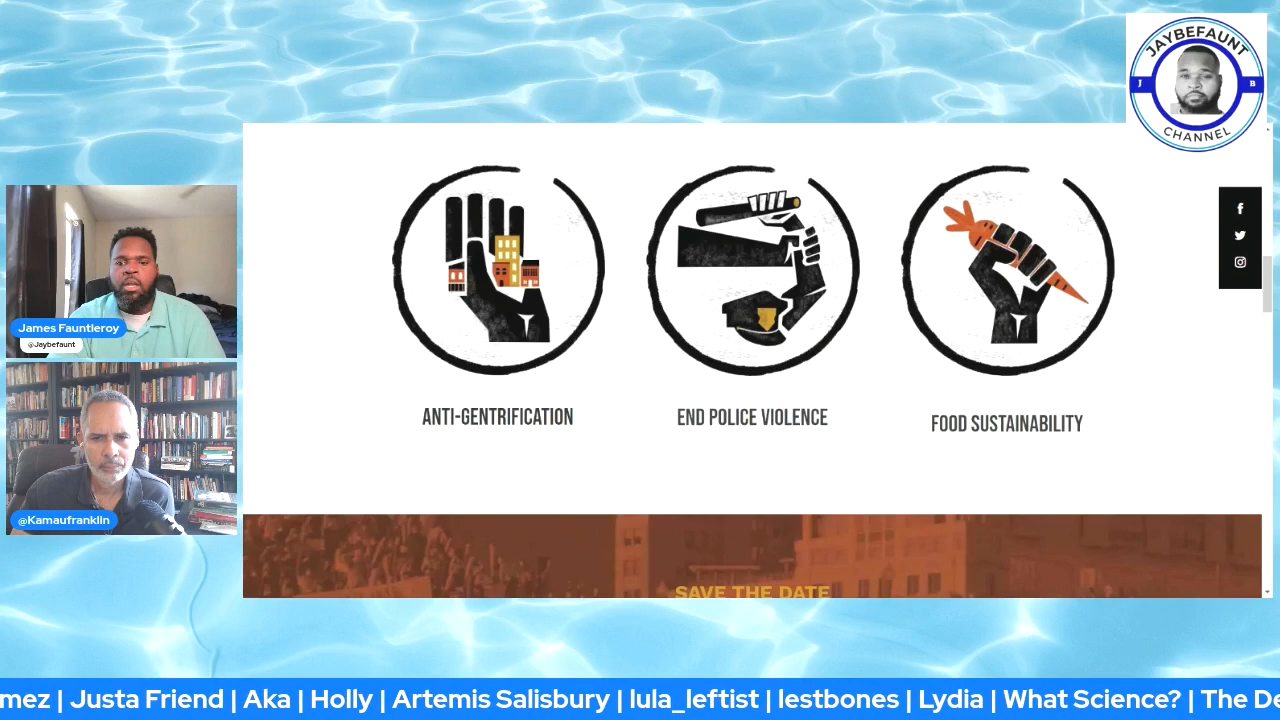 JAYBEFAUNT
J B
CHANNEL
James Fauntleroy
@Jaybefaunt
@Kamaufranklin
ANTI-GENTRIFICATION
END POLICE VIOLENCE
FOOD SUSTAINABILITY
SAVE THE DATE
mez | Justa Friend | Aka | Holly | Artemis Salisbury | lula_leftist | lestbones | Lydia | What Science? | The De